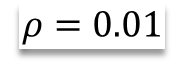 ρ = 0.01